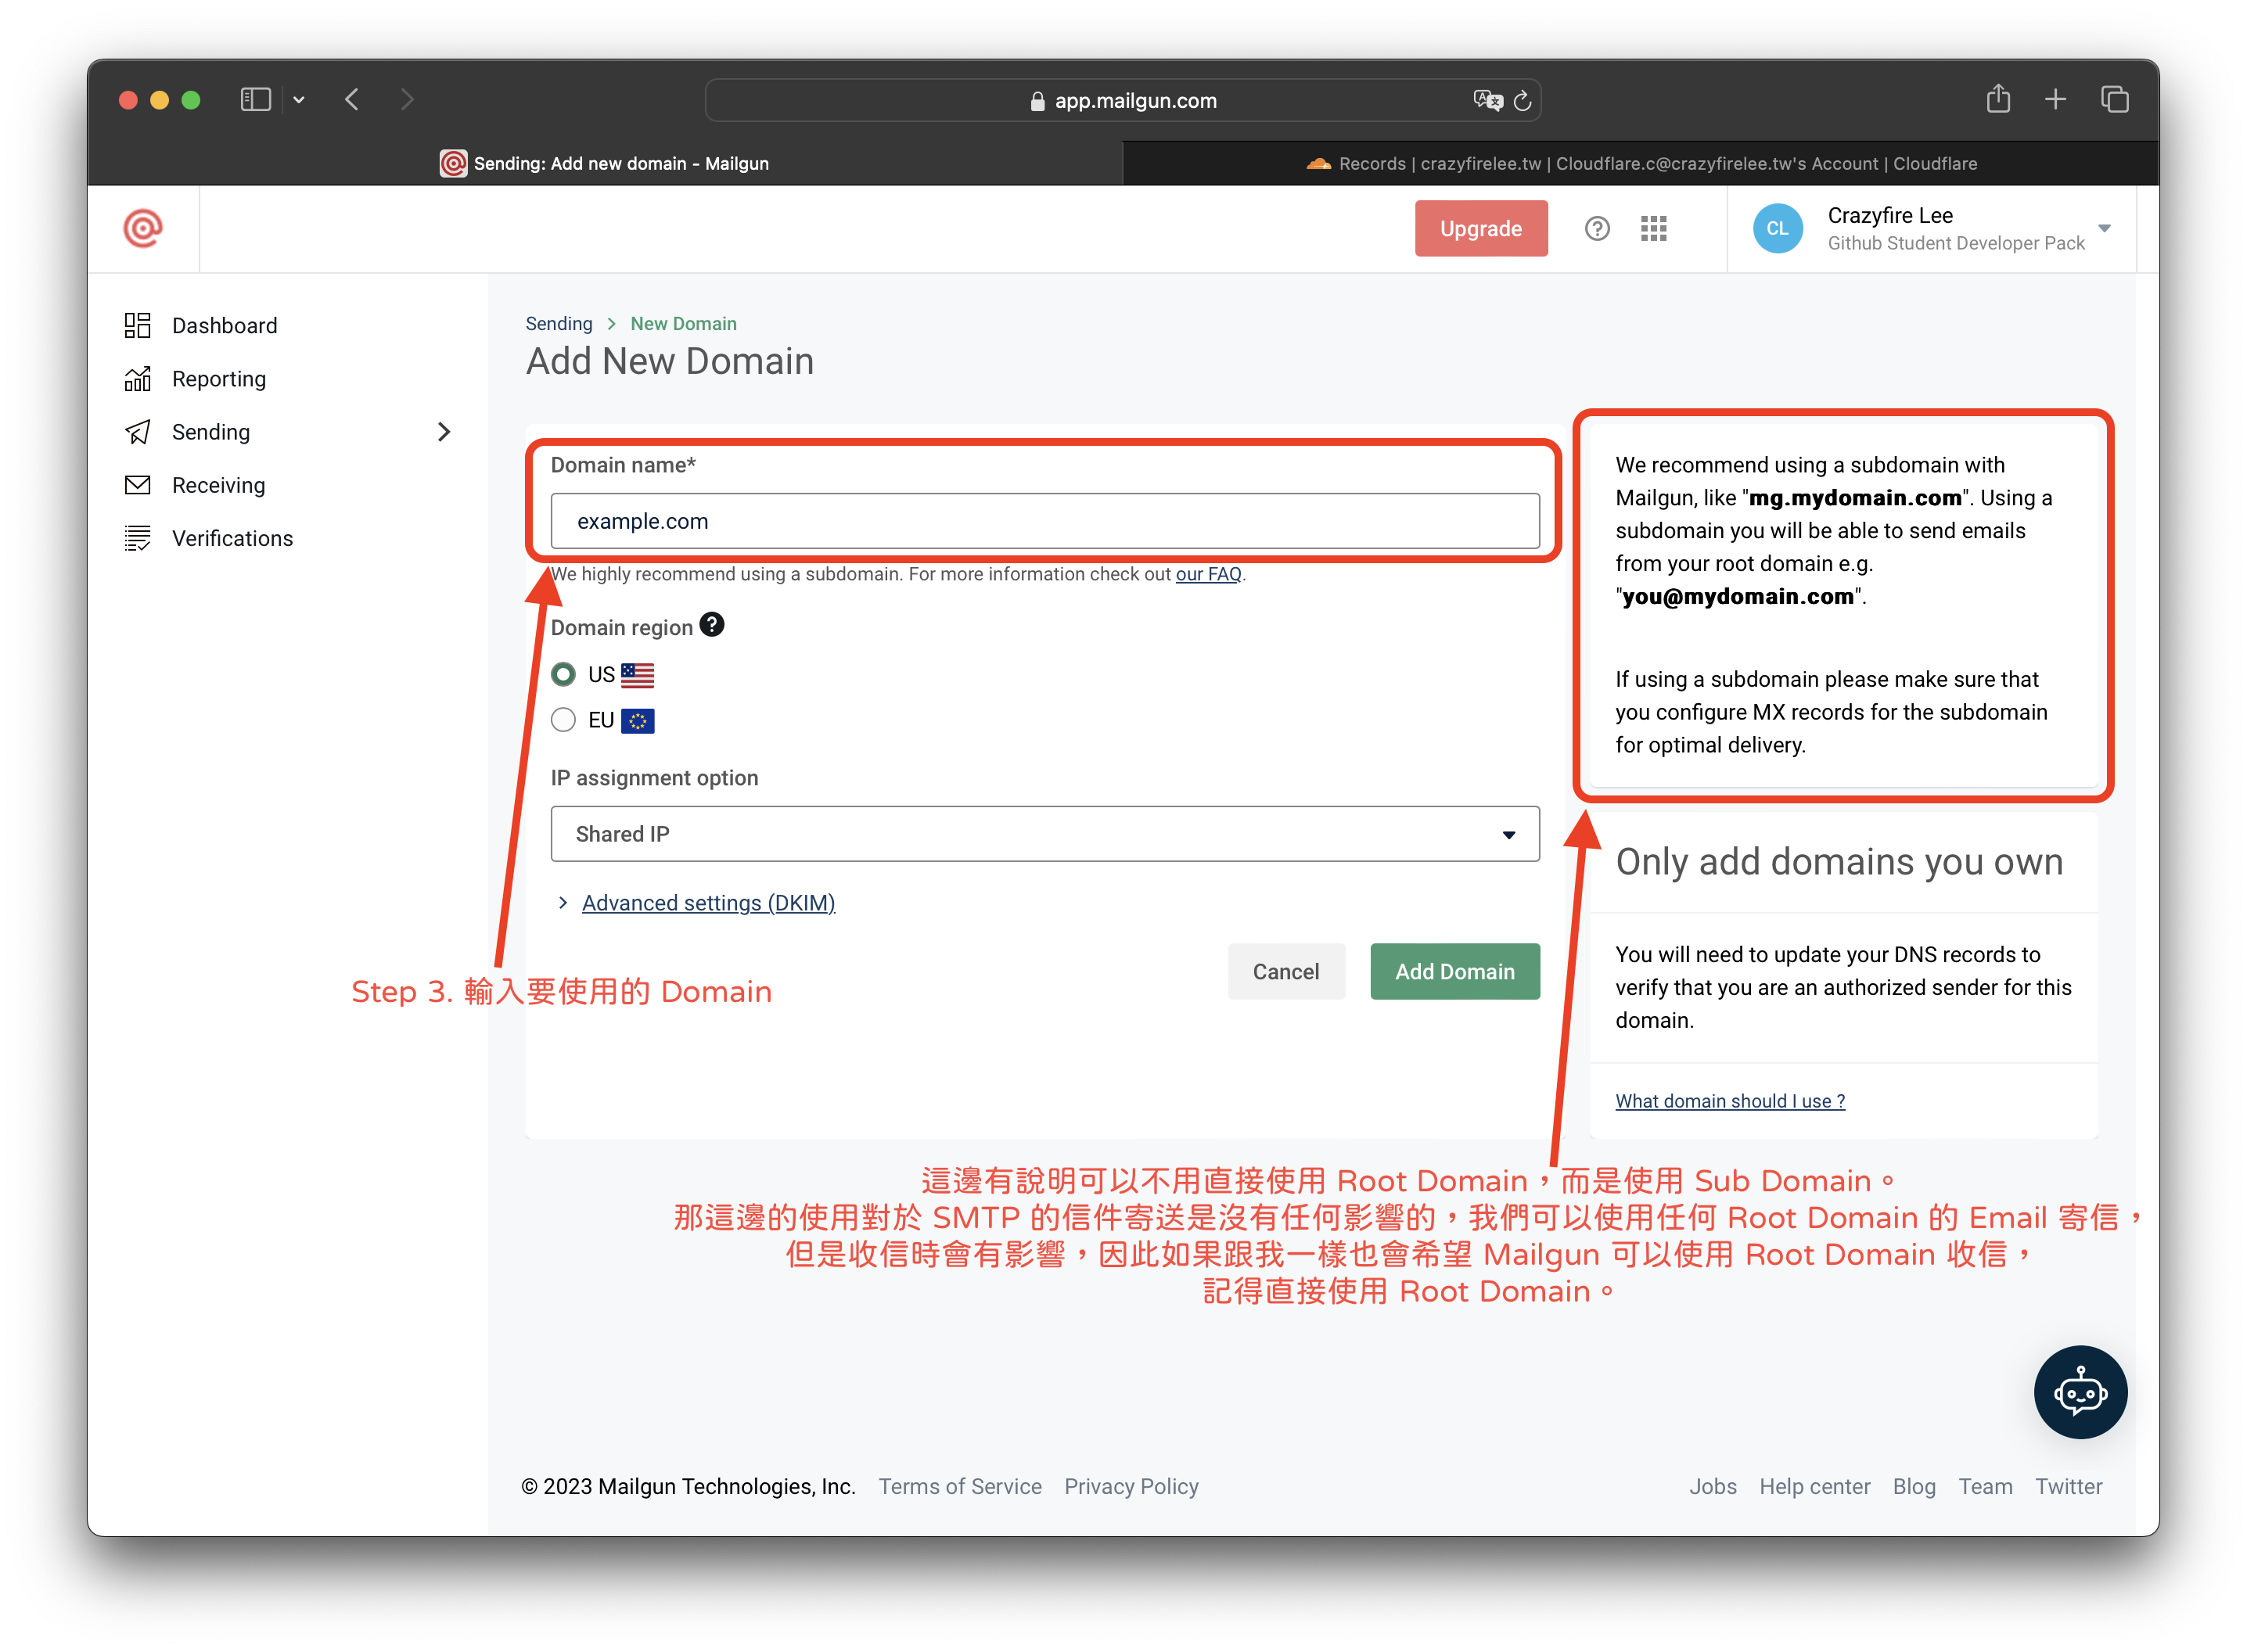 app.mailgun.com
Sending: Add new domain - Mailgun
Records | crazyfirelee.tw | Cloudflare.c@crazyfirelee.tw's Account | Cloudflare
Upgrade
CL
Crazyfire Lee
Github Student Developer Pack
Dashboard
Reporting
Sending
Receiving
Verifications
Sending > New Domain
Add New Domain
Domain name*
example.com
We highly recommend using a subdomain. For more information check out our FAQ.
Domain region
US
EU
IP assignment option
Shared IP
Advanced settings (DKIM)
Cancel
Add Domain
Step 3. 輸入要使用的 Domain
We recommend using a subdomain with
Mailgun, like "mg.mydomain.com". Using a
subdomain you will be able to send emails
from your root domain e.g.
"you@mydomain.com".
If using a subdomain please make sure that
you configure MX records for the subdomain
for optimal delivery.
Only add domains you own
You will need to update your DNS records to
verify that you are an authorized sender for this
domain.
What domain should I use ?
這邊有說明可以不用直接使用 Root Domain，而是使用 Sub Domain。
那這邊的使用對於 SMTP 的信件寄送是沒有任何影響的，我們可以使用任何 Root Domain 的 Email 寄信，
但是收信時會有影響，因此如果跟我一樣也會希望 Mailgun 可以使用 Root Domain 收信，
記得直接使用 Root Domain。
© 2023 Mailgun Technologies, Inc. Terms of Service Privacy Policy
Jobs Help center Blog Team Twitter